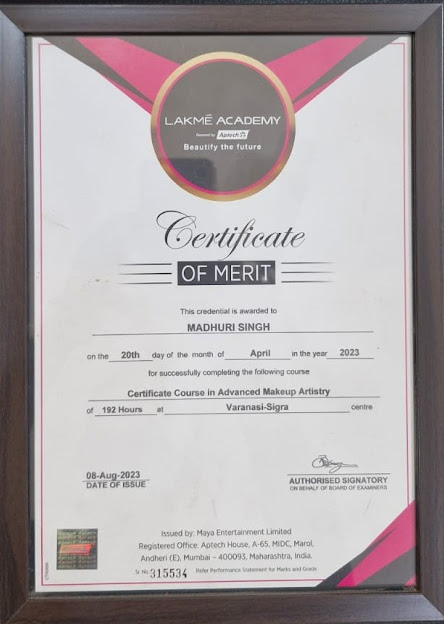 LAKMĒ ACADEMY
Powered by Aptech
Beautify the future
Certificate
OF MERIT
This credential is awarded to
MADHURI SINGH
on the 20th day of the month of April in the year 2023
for successfully completing the following course
Certificate Course in Advanced Makeup Artistry
of 192 Hours at Varanasi-Sigra centre
08-Aug-2023
DATE OF ISSUE
AUTHORISED SIGNATORY
ON BEHALF OF BOARD OF EXAMINERS
Issued by: Maya Entertainment Limited
Registered Office: Aptech House, A-65, MIDC, Marol,
Andheri (E), Mumbai – 400093, Maharashtra, India.
Sr. No. 315534 Refer Performance Statement for Marks and Grade